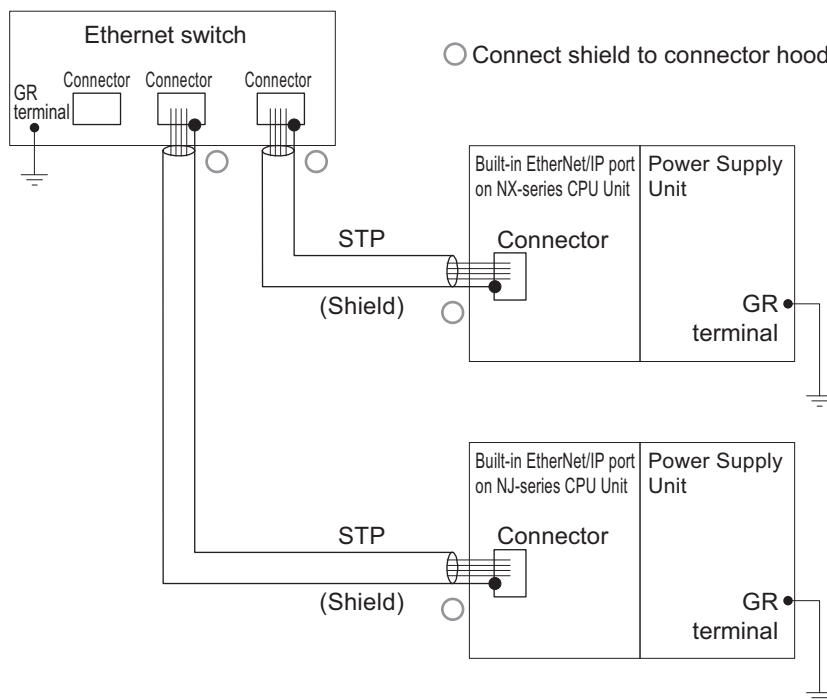 Ethernet switch
Connect shield to connector hood
Connector
Connector
Connector
GR
terminal
Built-in EtherNet/IP port
on NX-series CPU Unit
Power Supply
Unit
STP
Connector
(Shield)
GR
terminal
Built-in EtherNet/IP port
on NJ-series CPU Unit
Power Supply
Unit
STP
Connector
(Shield)
GR
terminal